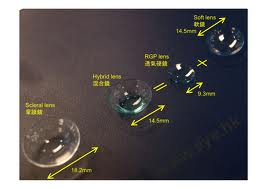 Soft lens
軟鏡
14.5mm
RGP lens
透氣硬鏡
X
9.3mm
Hybrid lens
混合鏡
=
14.5mm
Scleral lens
鞏膜鏡
18.2mm